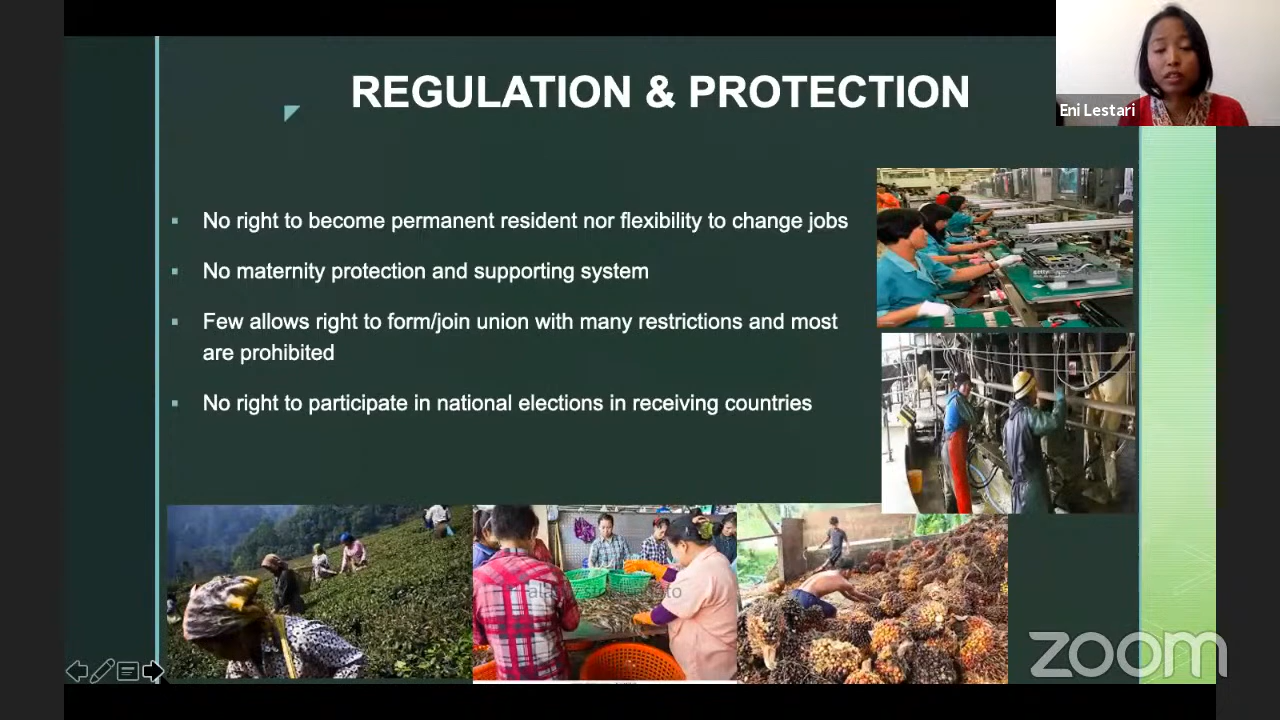 REGULATION & PROTECTION
Eni Lestari
No right to become permanent resident nor flexibility to change jobs
No maternity protection and supporting system
Few allows right to form/join union with many restrictions and most
are prohibited
No right to participate in national elections in receiving countries
zoom